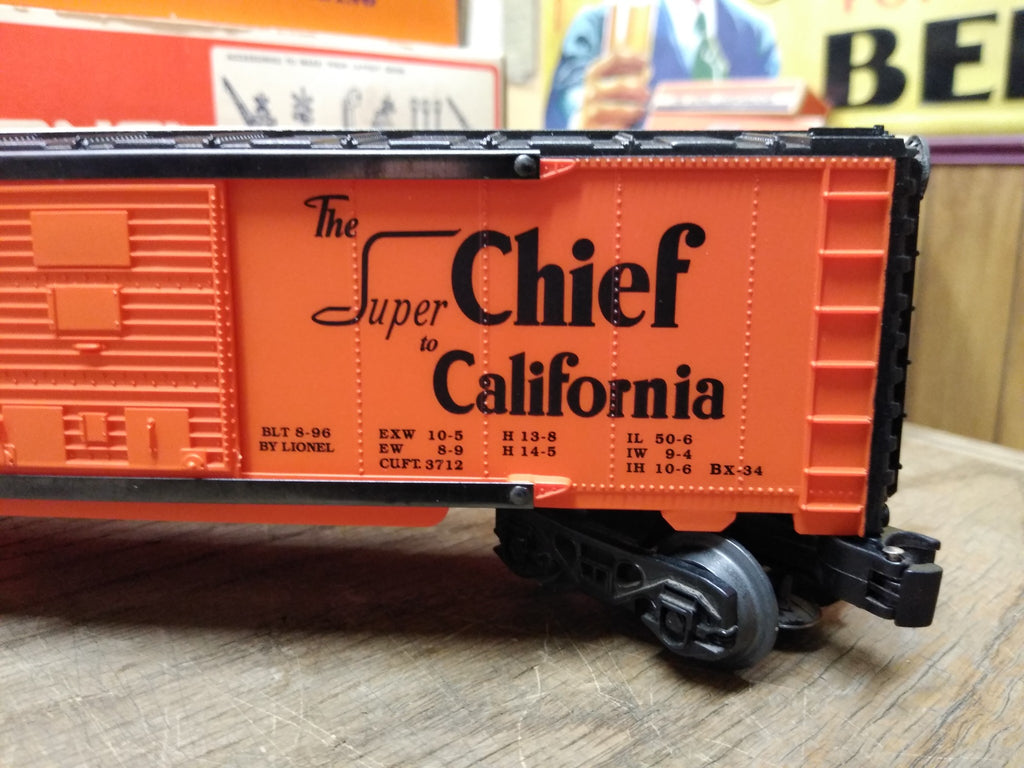 BEE
The
Super Chief
to
California
BLT 8-96
BY LIONEL
EXW 10-5
EW 8-9
CU.FT. 3712
H 13-8
H 14-5
IL 50-6
IW 9-4
IH 10-6 BX-34